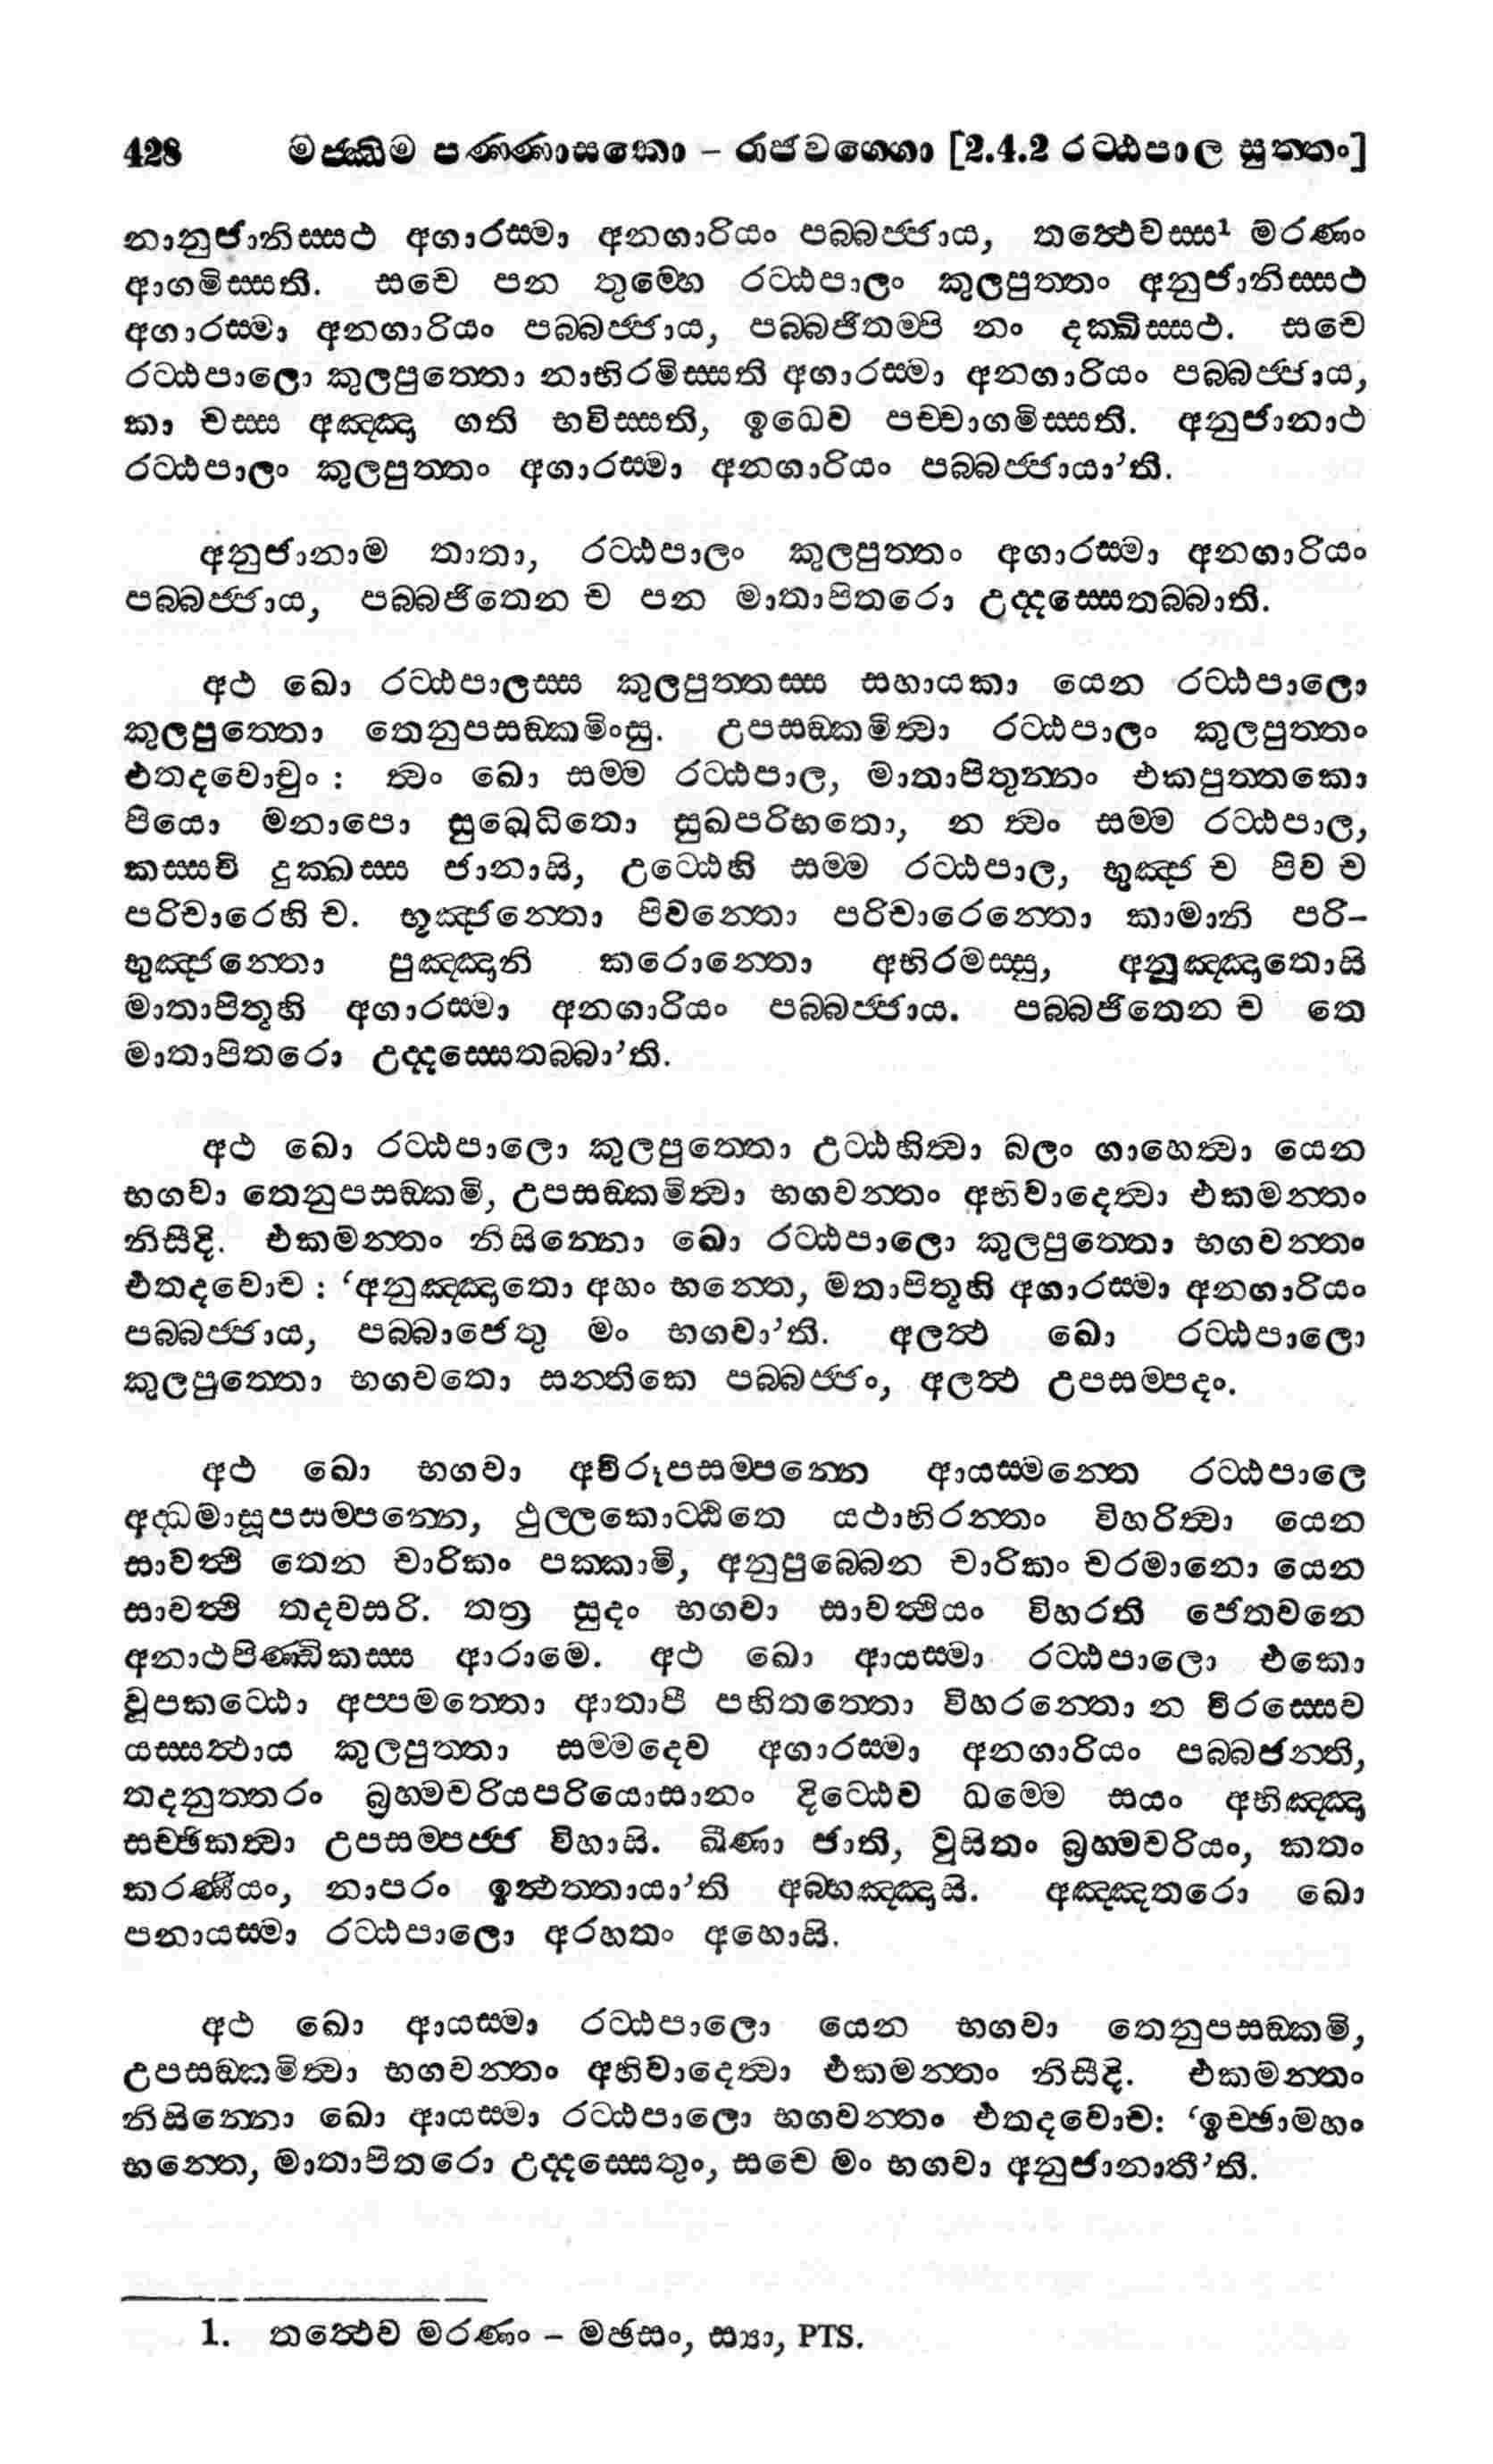 428 මජ්ඣිම පණ්ණාසකො – රාජවග්ගො [2.4.2 රට්ඨපාල සුත්තං]
නානුජානිස්සථ අගාරස්මා අනගාරියං පබ්බජ්ජාය, තත්ථෙවස්ස¹ මරණං
ආගමිස්සති. සචෙ පන තුම්හෙ රට්ඨපාලං කුලපුත්තං අනුජානිස්සථ
අගාරස්මා අනගාරියං පබ්බජ්ජාය, පබ්බජිතම්පි නං දක්ඛිස්සථ. සචෙ
රට්ඨපාලො කුලපුත්තො නාභිරමිස්සති අගාරස්මා අනගාරියං පබ්බජ්ජාය,
කා චස්ස අඤ්ඤා ගති භවිස්සති, ඉධෙව පච්චාගමිස්සති. අනුජානාථ
රට්ඨපාලං කුලපුත්තං අගාරස්මා අනගාරියං පබ්බජ්ජායා’ති.
අනුජානාම තාතා, රට්ඨපාලං කුලපුත්තං අගාරස්මා අනගාරියං
පබ්බජ්ජාය, පබ්බජිතෙන ච පන මාතාපිතරො උද්දස්සෙතබ්බාති.
අථ ඛො රට්ඨපාලස්ස කුලපුත්තස්ස සහායකා යෙන රට්ඨපාලො
කුලපුත්තො තෙනුපසඞ්කමිංසු. උපසඞ්කමිත්වා රට්ඨපාලං කුලපුත්තං
එතදවොචුං : ත්වං ඛො සම්ම රට්ඨපාල, මාතාපිතුන්නං එකපුත්තකො
පියො මනාපො සුඛෙධිතො සුඛපරිභතො, න ත්වං සම්ම රට්ඨපාල,
කස්සචි දුක්ඛස්ස ජානාසි, උට්ඨෙහි සම්ම රට්ඨපාල, භුඤ්ජ ච පිව ච
පරිචාරෙහි ච. භූඤ්ජන්තො පිවන්තො පරිචාරෙන්තො කාමානි පරි-
භුඤ්ජන්තො පුඤ්ඤානි කරොන්තො අභිරමස්සු, අනුඤ්ඤාතොසි
මාතාපිතූහි අගාරස්මා අනගාරියං පබ්බජ්ජාය. පබ්බජිතෙන ච තෙ
මාතාපිතරො උද්දස්සෙතබ්බා’ති.
අථ ඛො රට්ඨපාලො කුලපුත්තො උට්ඨහිත්වා බලං ගාහෙත්වා යෙන
භගවා තෙනුපසඞ්කමි, උපසඞ්කමිත්වා භගවන්තං අභිවාදෙත්වා එකමන්තං
නිසීදි. එකමන්තං නිසින්නො ඛො රට්ඨපාලො කුලපුත්තො භගවන්තං
එතදවොච : ‘අනුඤ්ඤාතො අහං භන්තෙ, මතාපිතූහි අගාරස්මා අනගාරියං
පබ්බජ්ජාය, පබ්බාජෙතු මං භගවා’ති. අලත්ථ ඛො රට්ඨපාලො
කුලපුත්තො භගවතො සන්තිකෙ පබ්බජ්ජං, අලත්ථ උපසම්පදං.
අථ ඛො භගවා අචිරූපසම්පන්නෙ ආයස්මන්තෙ රට්ඨපාලෙ
අද්ධමාසූපසම්පන්නෙ, ථුල්ලකොට්ඨිතෙ යථාභිරන්තං විහරිත්වා යෙන
සාවත්ථි තෙන චාරිකං පක්කාමි, අනුපුබ්බෙන චාරිකං චරමානො යෙන
සාවත්ථි තදවසරි. තත්‍ර සුදං භගවා සාවත්ථියං විහරති ජෙතවනෙ
අනාථපිණ්ඩිකස්ස ආරාමෙ. අථ ඛො ආයස්මා රට්ඨපාලො එකො
වූපකට්ඨො අප්පමත්තො ආතාපී පහිතත්තො විහරන්තො න චිරස්සෙව
යස්සත්ථාය කුලපුත්තා සම්මදෙව අගාරස්මා අනගාරියං පබ්බජන්ති,
තදනුත්තරං බ්‍රහ්මචරියපරියොසානං දිට්ඨෙව ධම්මෙ සයං අභිඤ්ඤා
සච්ඡිකත්වා උපසම්පජ්ජ විහාසි. ඛීණා ජාති, වූසිතං බ්‍රහ්මචරියං, කතං
කරණීයං, නාපරං ඉත්ථත්තායා’ති අබ්භඤ්ඤාසි. අඤ්ඤතරො ඛො
පනායස්මා රට්ඨපාලො අරහතං අහොසි.
අථ ඛො ආයස්මා රට්ඨපාලො යෙන භගවා තෙනුපසඞ්කමි,
උපසඞ්කමිත්වා භගවන්තං අභිවාදෙත්වා එකමන්තං නිසීදි. එකමන්තං
නිසින්නො ඛො ආයස්මා රට්ඨපාලො භගවන්තං එතදවොච: ‘ඉච්ඡාමහං
භන්තෙ, මාතාපිතරො උද්දස්සෙතුං, සචෙ මං භගවා අනුජානාතී’ති.
1. තත්ථෙව මරණං – මඡසං, ස්‍යා, PTS.